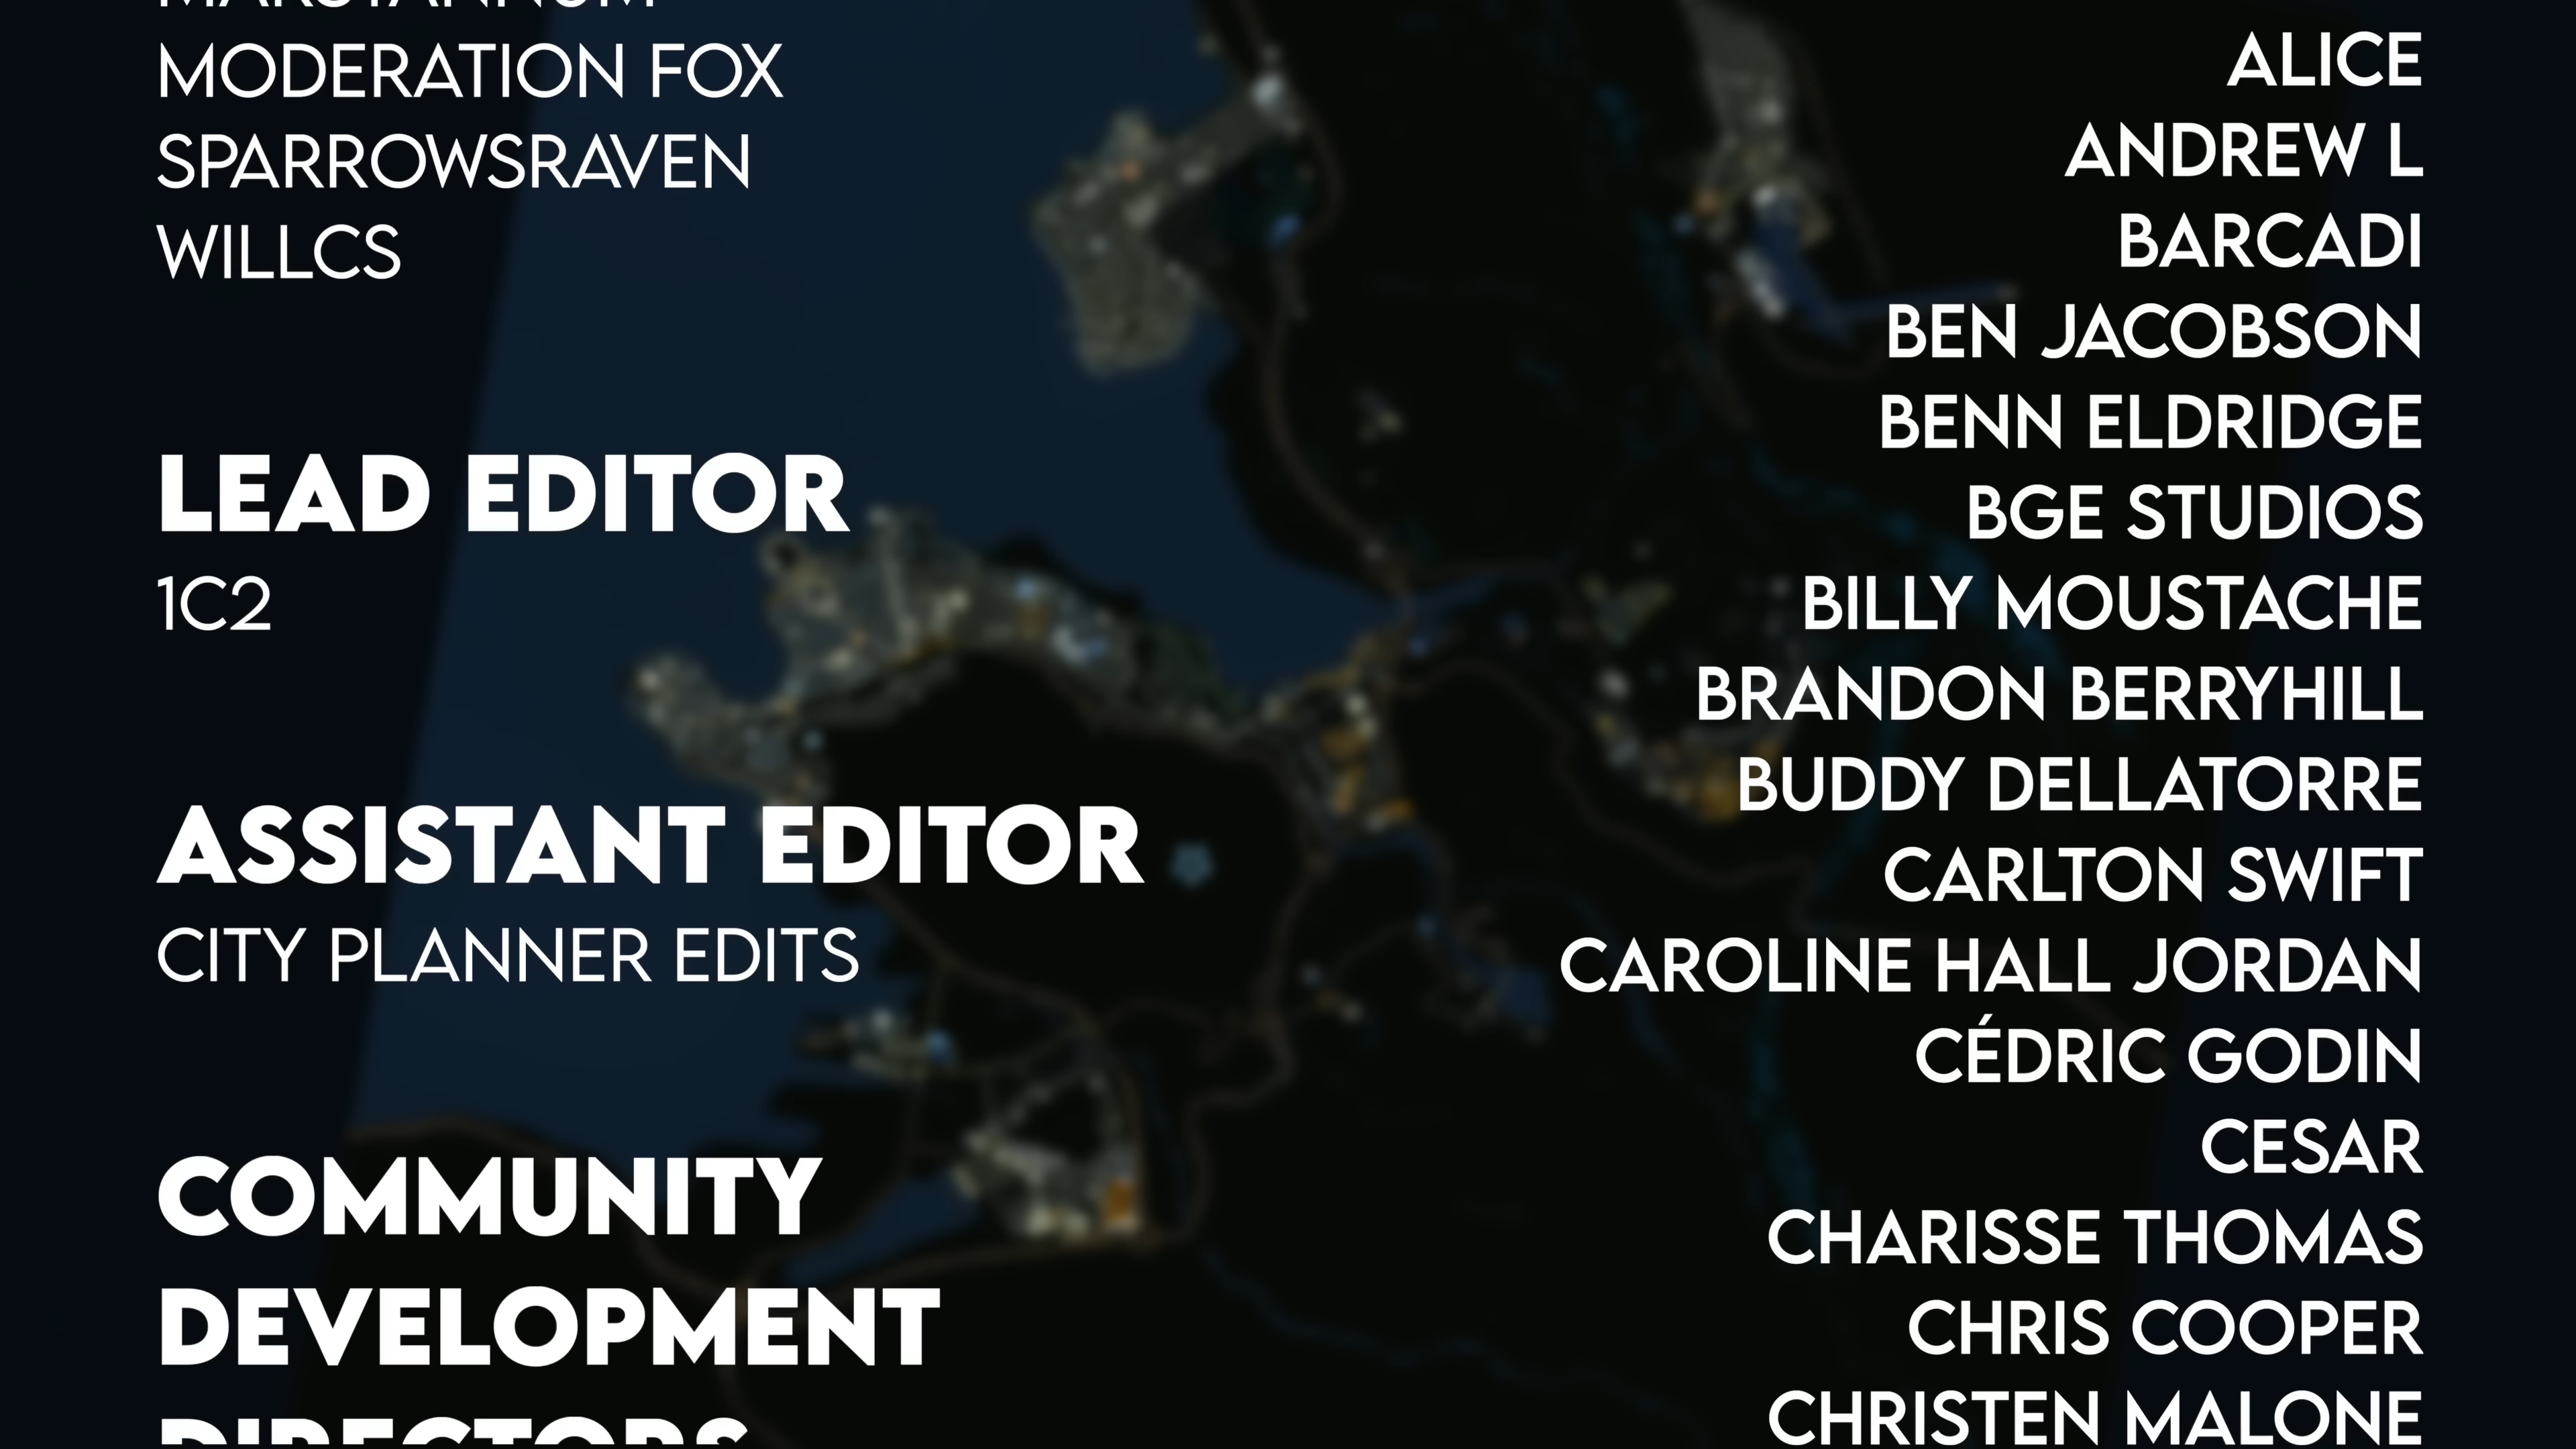 MODERATION FOX
SPARROWSRAVEN
WILLCS
LEAD EDITOR
1C2
ASSISTANT EDITOR
CITY PLANNER EDITS
COMMUNITY
DEVELOPMENT
DIRECTORS
ALICE
ANDREW L
BARCADI
BEN JACOBSON
BENN ELDRIDGE
BGE STUDIOS
BILLY MOUSTACHE
BRANDON BERRYHILL
BUDDY DELLATORRE
CARLTON SWIFT
CAROLINE HALL JORDAN
CÉDRIC GODIN
CESAR
CHARISSE THOMAS
CHRIS COOPER
CHRISTEN MALONE